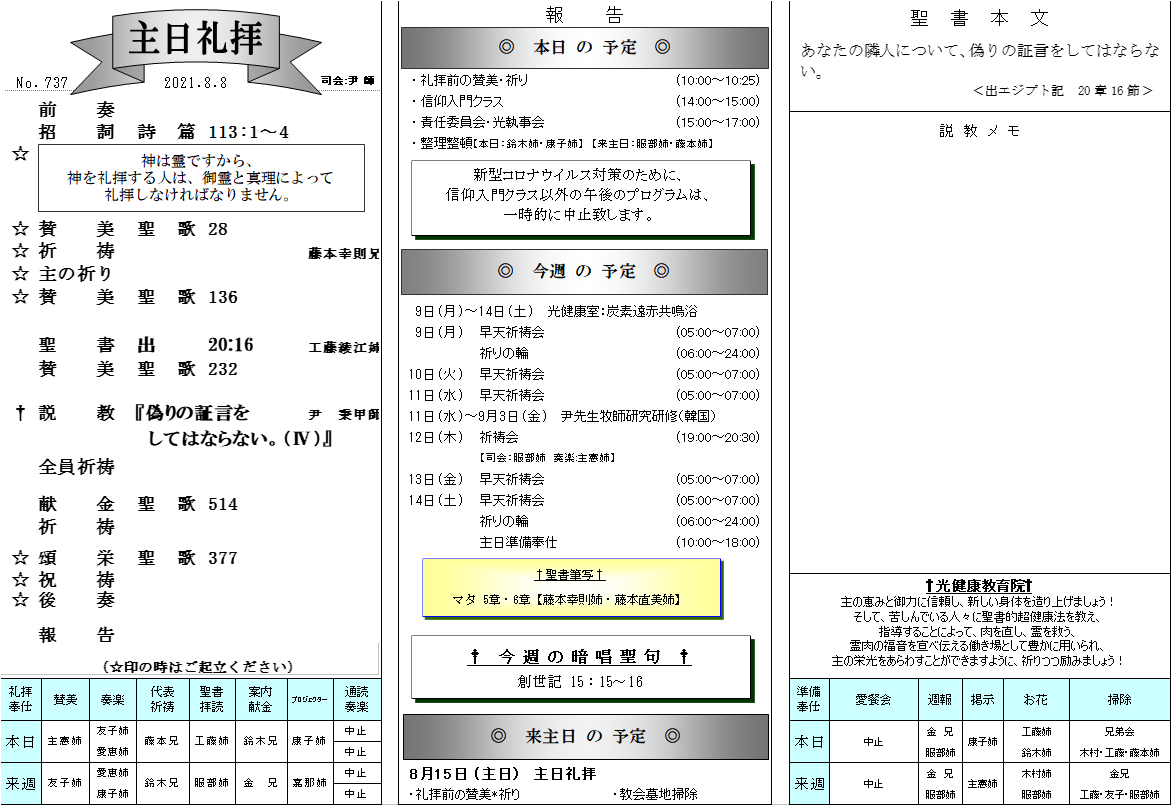 主日礼拝
No. 737
2021.8.8
司会:尹 師
前 奏
招 詞 詩 篇 113:1～4
☆
神は霊ですから、
神を礼拝する人は、御霊と真理によって
礼拝しなければなりません。
☆ 賛 美 聖 歌 28
☆ 祈 祷 藤本幸則兄
☆ 主の祈り
☆ 賛 美 聖 歌 136
聖 書 出 20:16 工藤綾江姉
賛 美 聖 歌 232
† 説 教 『偽りの証言を 尹 秉甲師
してはならない。(Ⅳ)』
全員祈祷
献 金 聖 歌 514
祈 祷
☆ 頌 栄 聖 歌 377
☆ 祝 祷
☆ 後 奏
報 告
(☆印の時はご起立ください)
礼拝奉仕 賛美 奏楽 代表祈祷 聖書拝読 案内献金 プロジェクター 通読奏楽
本日 主憲姉 友子姉 愛恵姉 藤本兄 工藤姉 鈴木兄 康子姉 中止 中止
来週 友子姉 愛恵姉 康子姉 鈴木兄 服部姉 金 兄 嘉那姉 中止 中止
報 告
◎ 本日 の 予定 ◎
・礼拝前の賛美・祈り (10:00～10:25)
・信仰入門クラス (14:00～15:00)
・責任委員会・光執事会 (15:00～17:00)
・整理整頓【本日：鈴木姉・康子姉】【来主日：服部姉・藤本姉】
新型コロナウイルス対策のために、
信仰入門クラス以外の午後のプログラムは、
一時的に中止致します。
◎ 今週 の 予定 ◎
9日(月)～14日(土) 光健康室：炭素遠赤共鳴浴
9日(月) 早天祈祷会 (05:00～07:00)
祈りの輪 (06:00～24:00)
10日(火) 早天祈祷会 (05:00～07:00)
11日(水) 早天祈祷会 (05:00～07:00)
11日(水)～9月3日(金) 尹先生牧師研究研修(韓国)
12日(木) 祈祷会 (19:00～20:30)
【司会：服部姉 奏楽：主憲姉】
13日(金) 早天祈祷会 (05:00～07:00)
14日(土) 早天祈祷会 (05:00～07:00)
祈りの輪 (06:00～24:00)
主日準備奉仕 (10:00～18:00)
†聖書筆写†
マタ 5章・6章【藤本幸則姉・藤本直美姉】
† 今週の暗唱聖句 †
創世記 15：15～16
◎ 来主日 の 予定 ◎
8月15日(主日) 主日礼拝
・礼拝前の賛美*祈り ・教会墓地掃除
聖 書 本 文
あなたの隣人について、偽りの証言をしてはならな
い。
＜出エジプト記 20章16節＞
説 教 メ モ
†光健康教育院†
主の恵みと御力に信頼し、新しい身体を造り上げましょう！
そして、苦しんでいる人々に聖書的超健康法を教え、
指導することによって、肉を直し、霊を救う、
霊肉の福音を宣べ伝える働き場として豊かに用いられ、
主の栄光をあらわすことができますように、祈りつつ励みましょう！
準備奉仕 愛餐会 週報 掲示 お花 掃除
本日 中止 金 兄 服部姉 康子姉 工藤姉 鈴木姉 兄弟会 木村・工藤・藤本姉
来週 中止 金 兄 服部姉 主憲姉 木村姉 服部姉 金兄 工藤・友子・服部姉